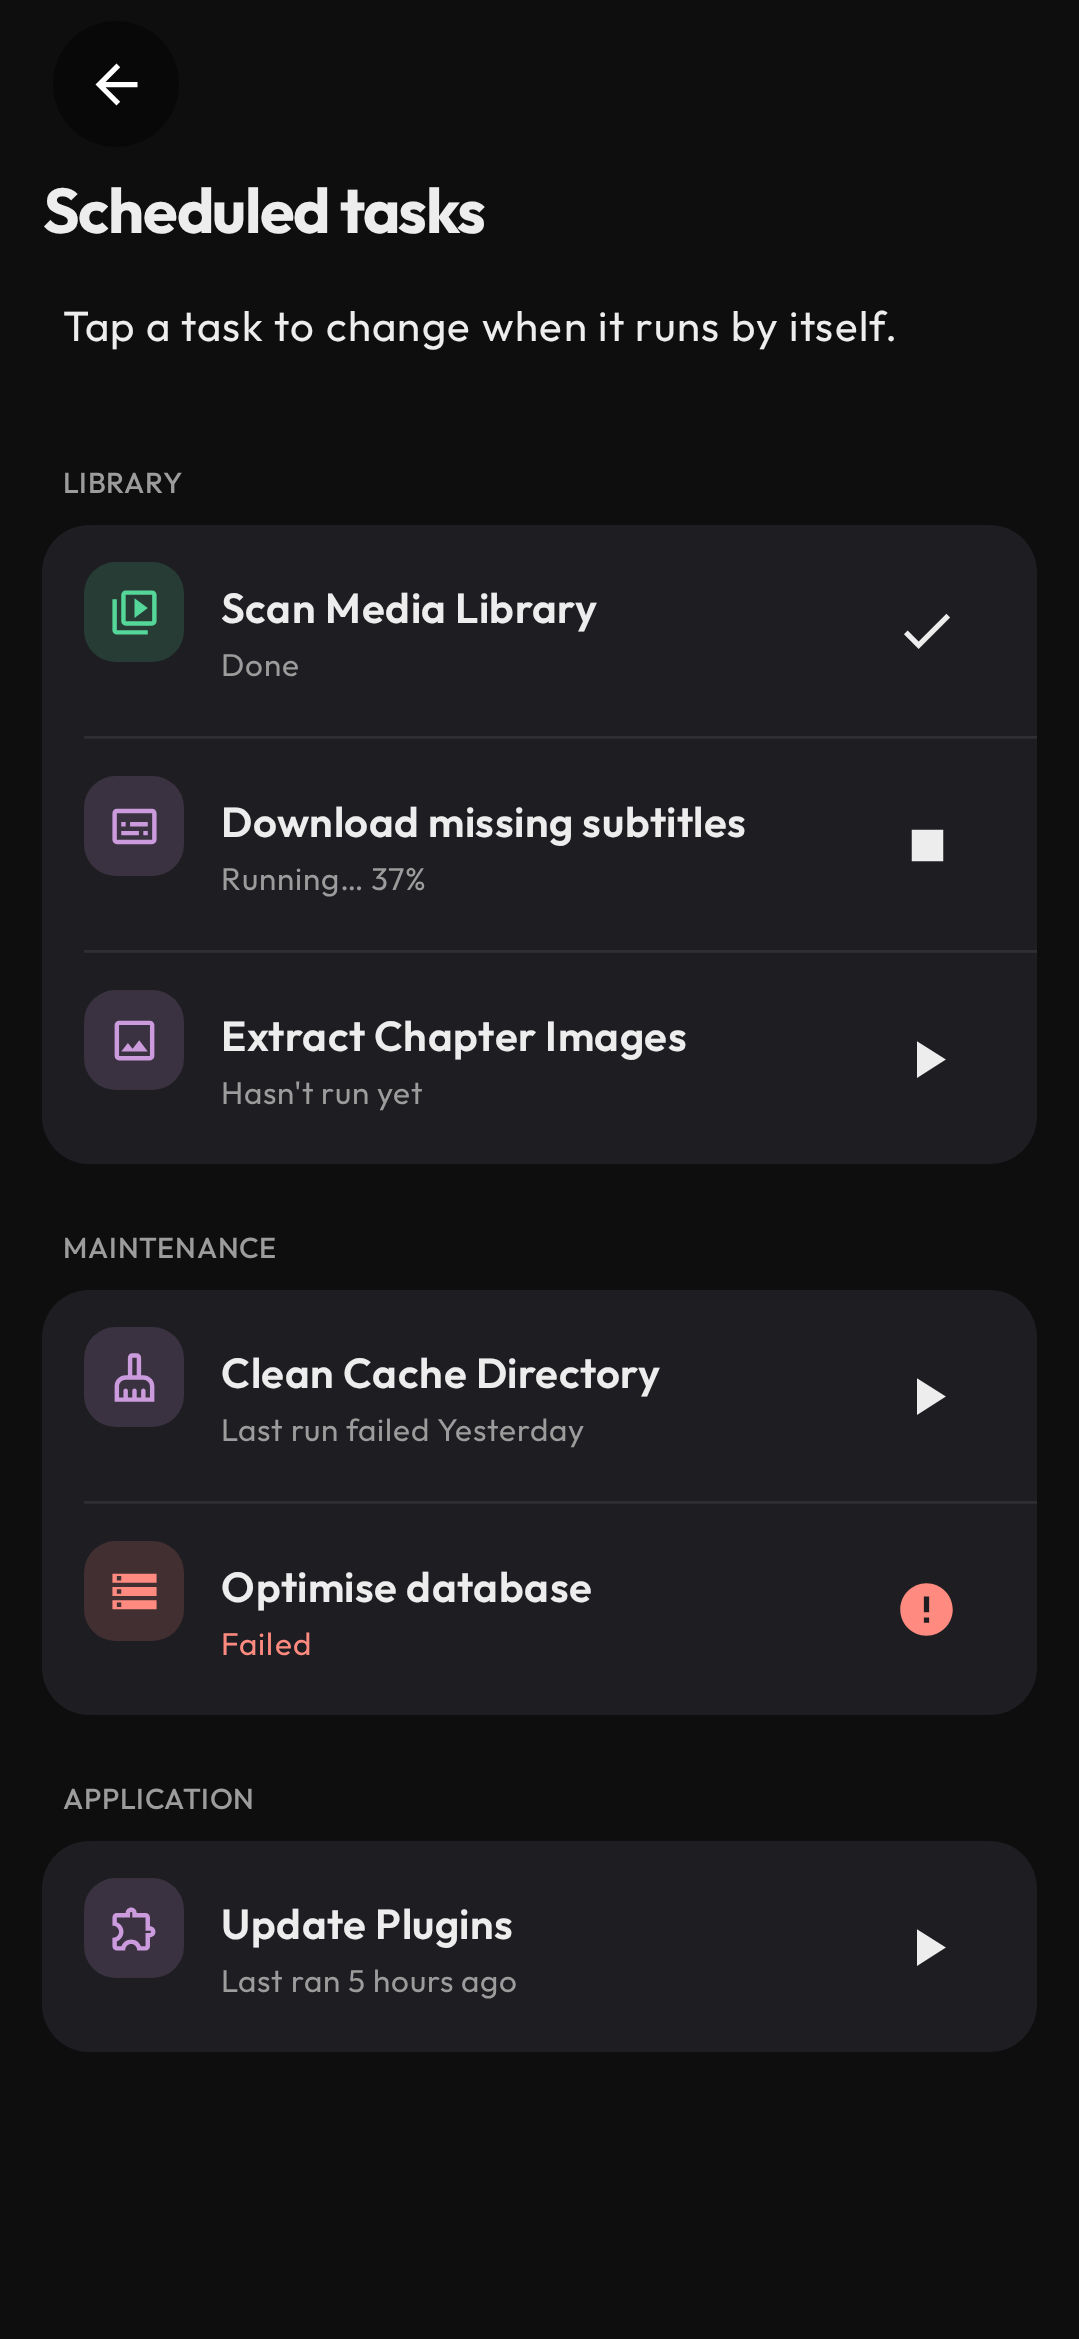 Scheduled tasks
Tap a task to change when it runs by itself.
LIBRARY
Scan Media Library
Done
Download missing subtitles
Running... 37%
Extract Chapter Images
Hasn't run yet
MAINTENANCE
Clean Cache Directory
Last run failed Yesterday
Optimise database
Failed
APPLICATION
Update Plugins
Last ran 5 hours ago